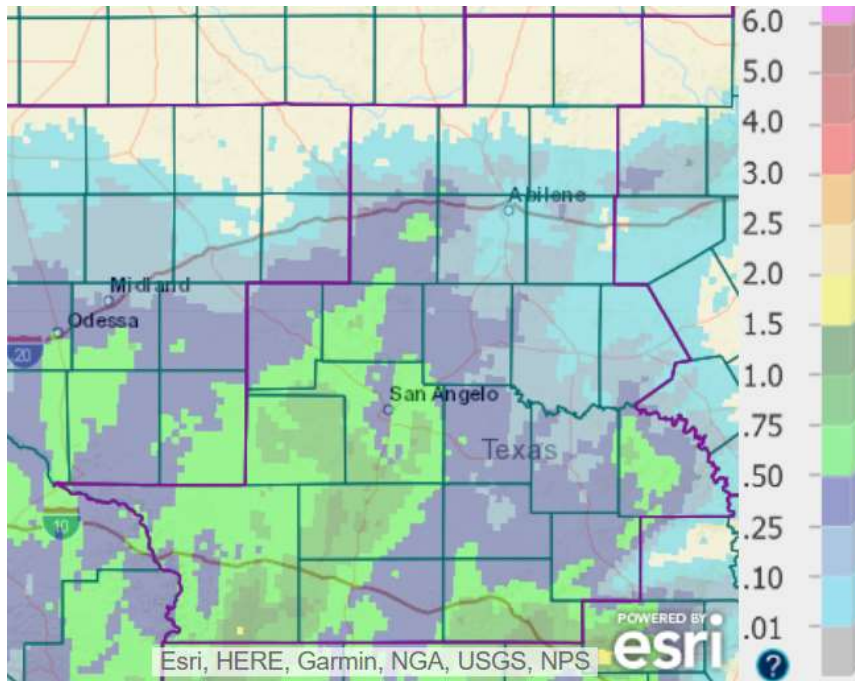 Abilene
Midland
Odessa
20
San Angelo
Texas
10
POWERED BY
esri
Esri, HERE, Garmin, NGA, USGS, NPS
6.0
5.0
4.0
3.0
2.5
2.0
1.5
1.0
.75
.50
.25
.10
.01
?